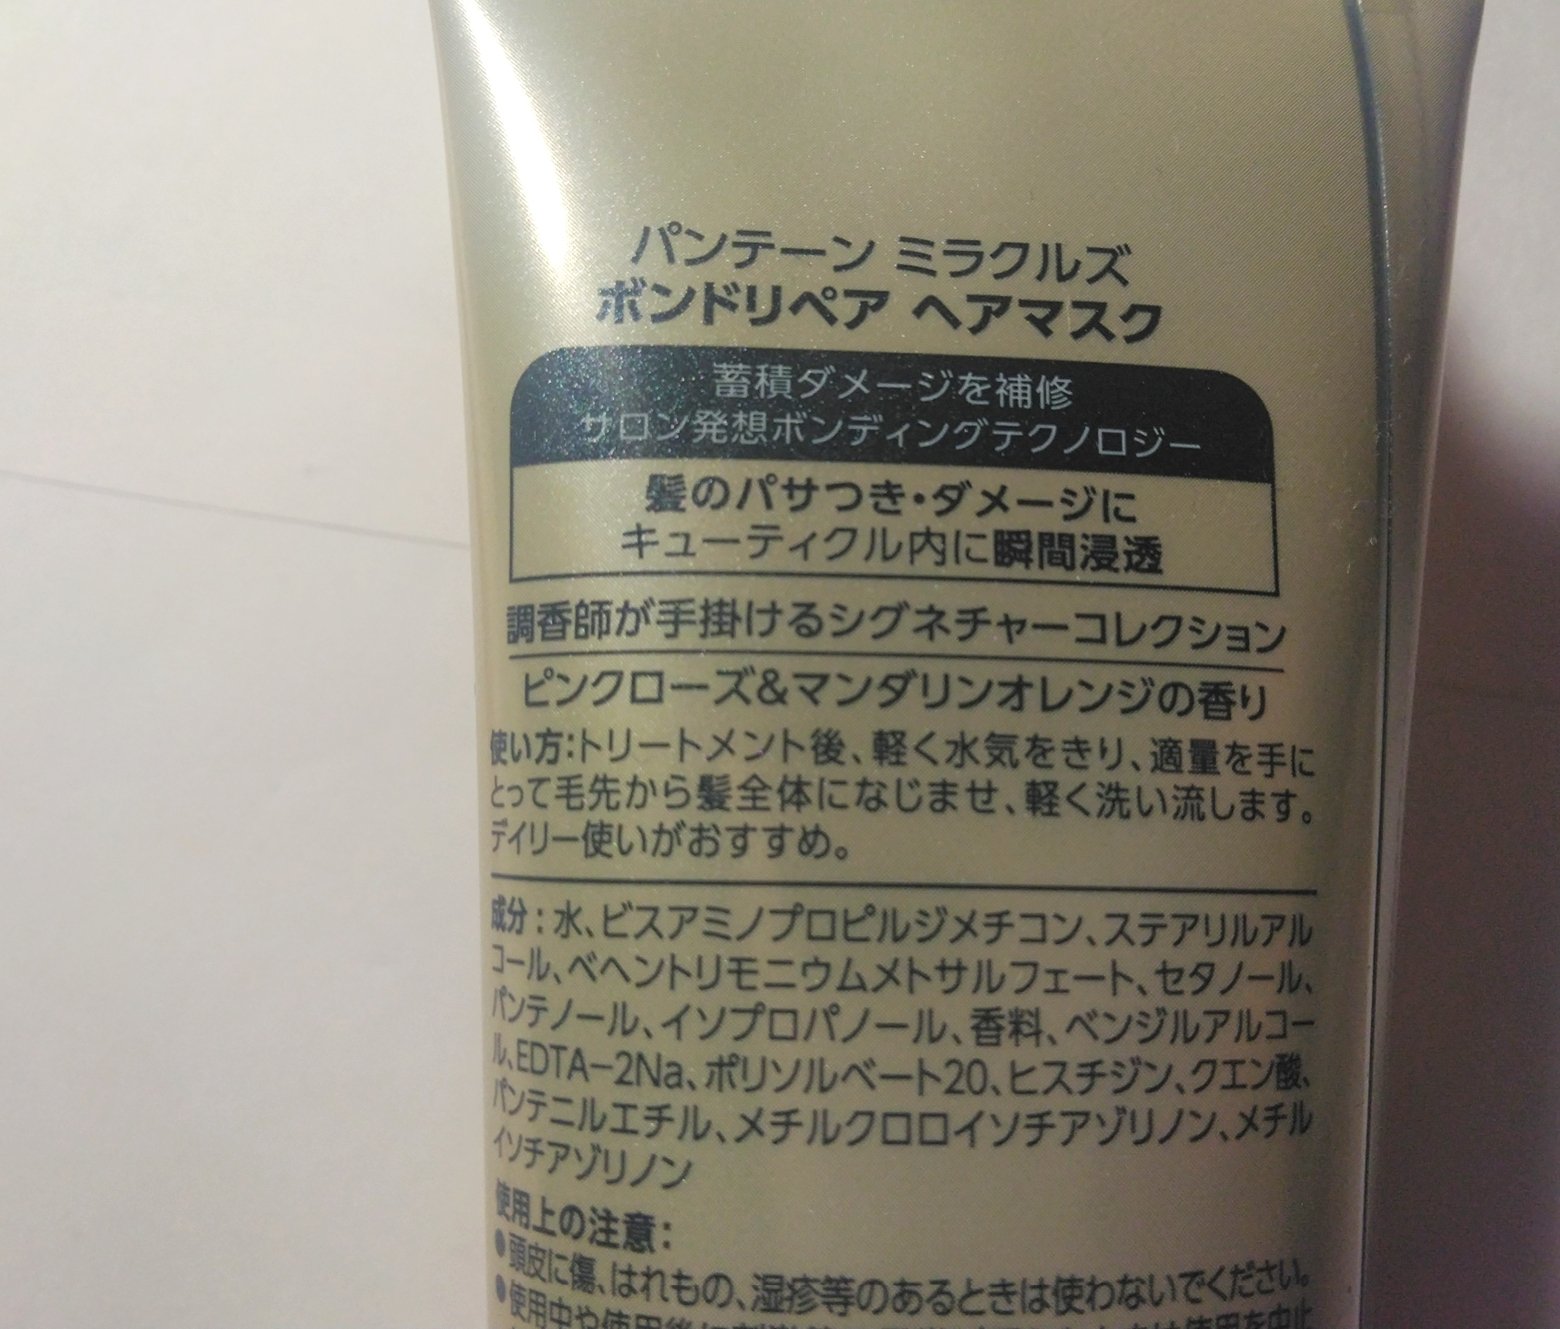 パンテーン ミラクルズ
ボンドリペア ヘアマスク
蓄積ダメージを補修
サロン発想ボンディングテクノロジー
髪のパサつき・ダメージに
キューティクル内に瞬間浸透
調香師が手掛けるシグネチャーコレクション
ピンクローズ&マンダリンオレンジの香り
使い方:トリートメント後、軽く水気をきり、適量を手に
とって毛先から髪全体になじませ、軽く洗い流します。
デイリー使いがおすすめ。
成分:水、ビスアミノプロピルジメチコン、ステアリルアル
コール、ベヘントリモニウムメトサルフェート、セタノール、
パンテノール、イソプロパノール、香料、ベンジルアルコー
ル、EDTA−2Na、ポリソルベート20、ヒスチジン、クエン酸、
パンテニルエチル、メチルクロロイソチアゾリノン、メチル
イソチアゾリノン
使用上の注意:
●頭皮に傷、はれもの、湿疹等のあるときは使わないでください。
●使用中や使用後に刺激は使用を中止